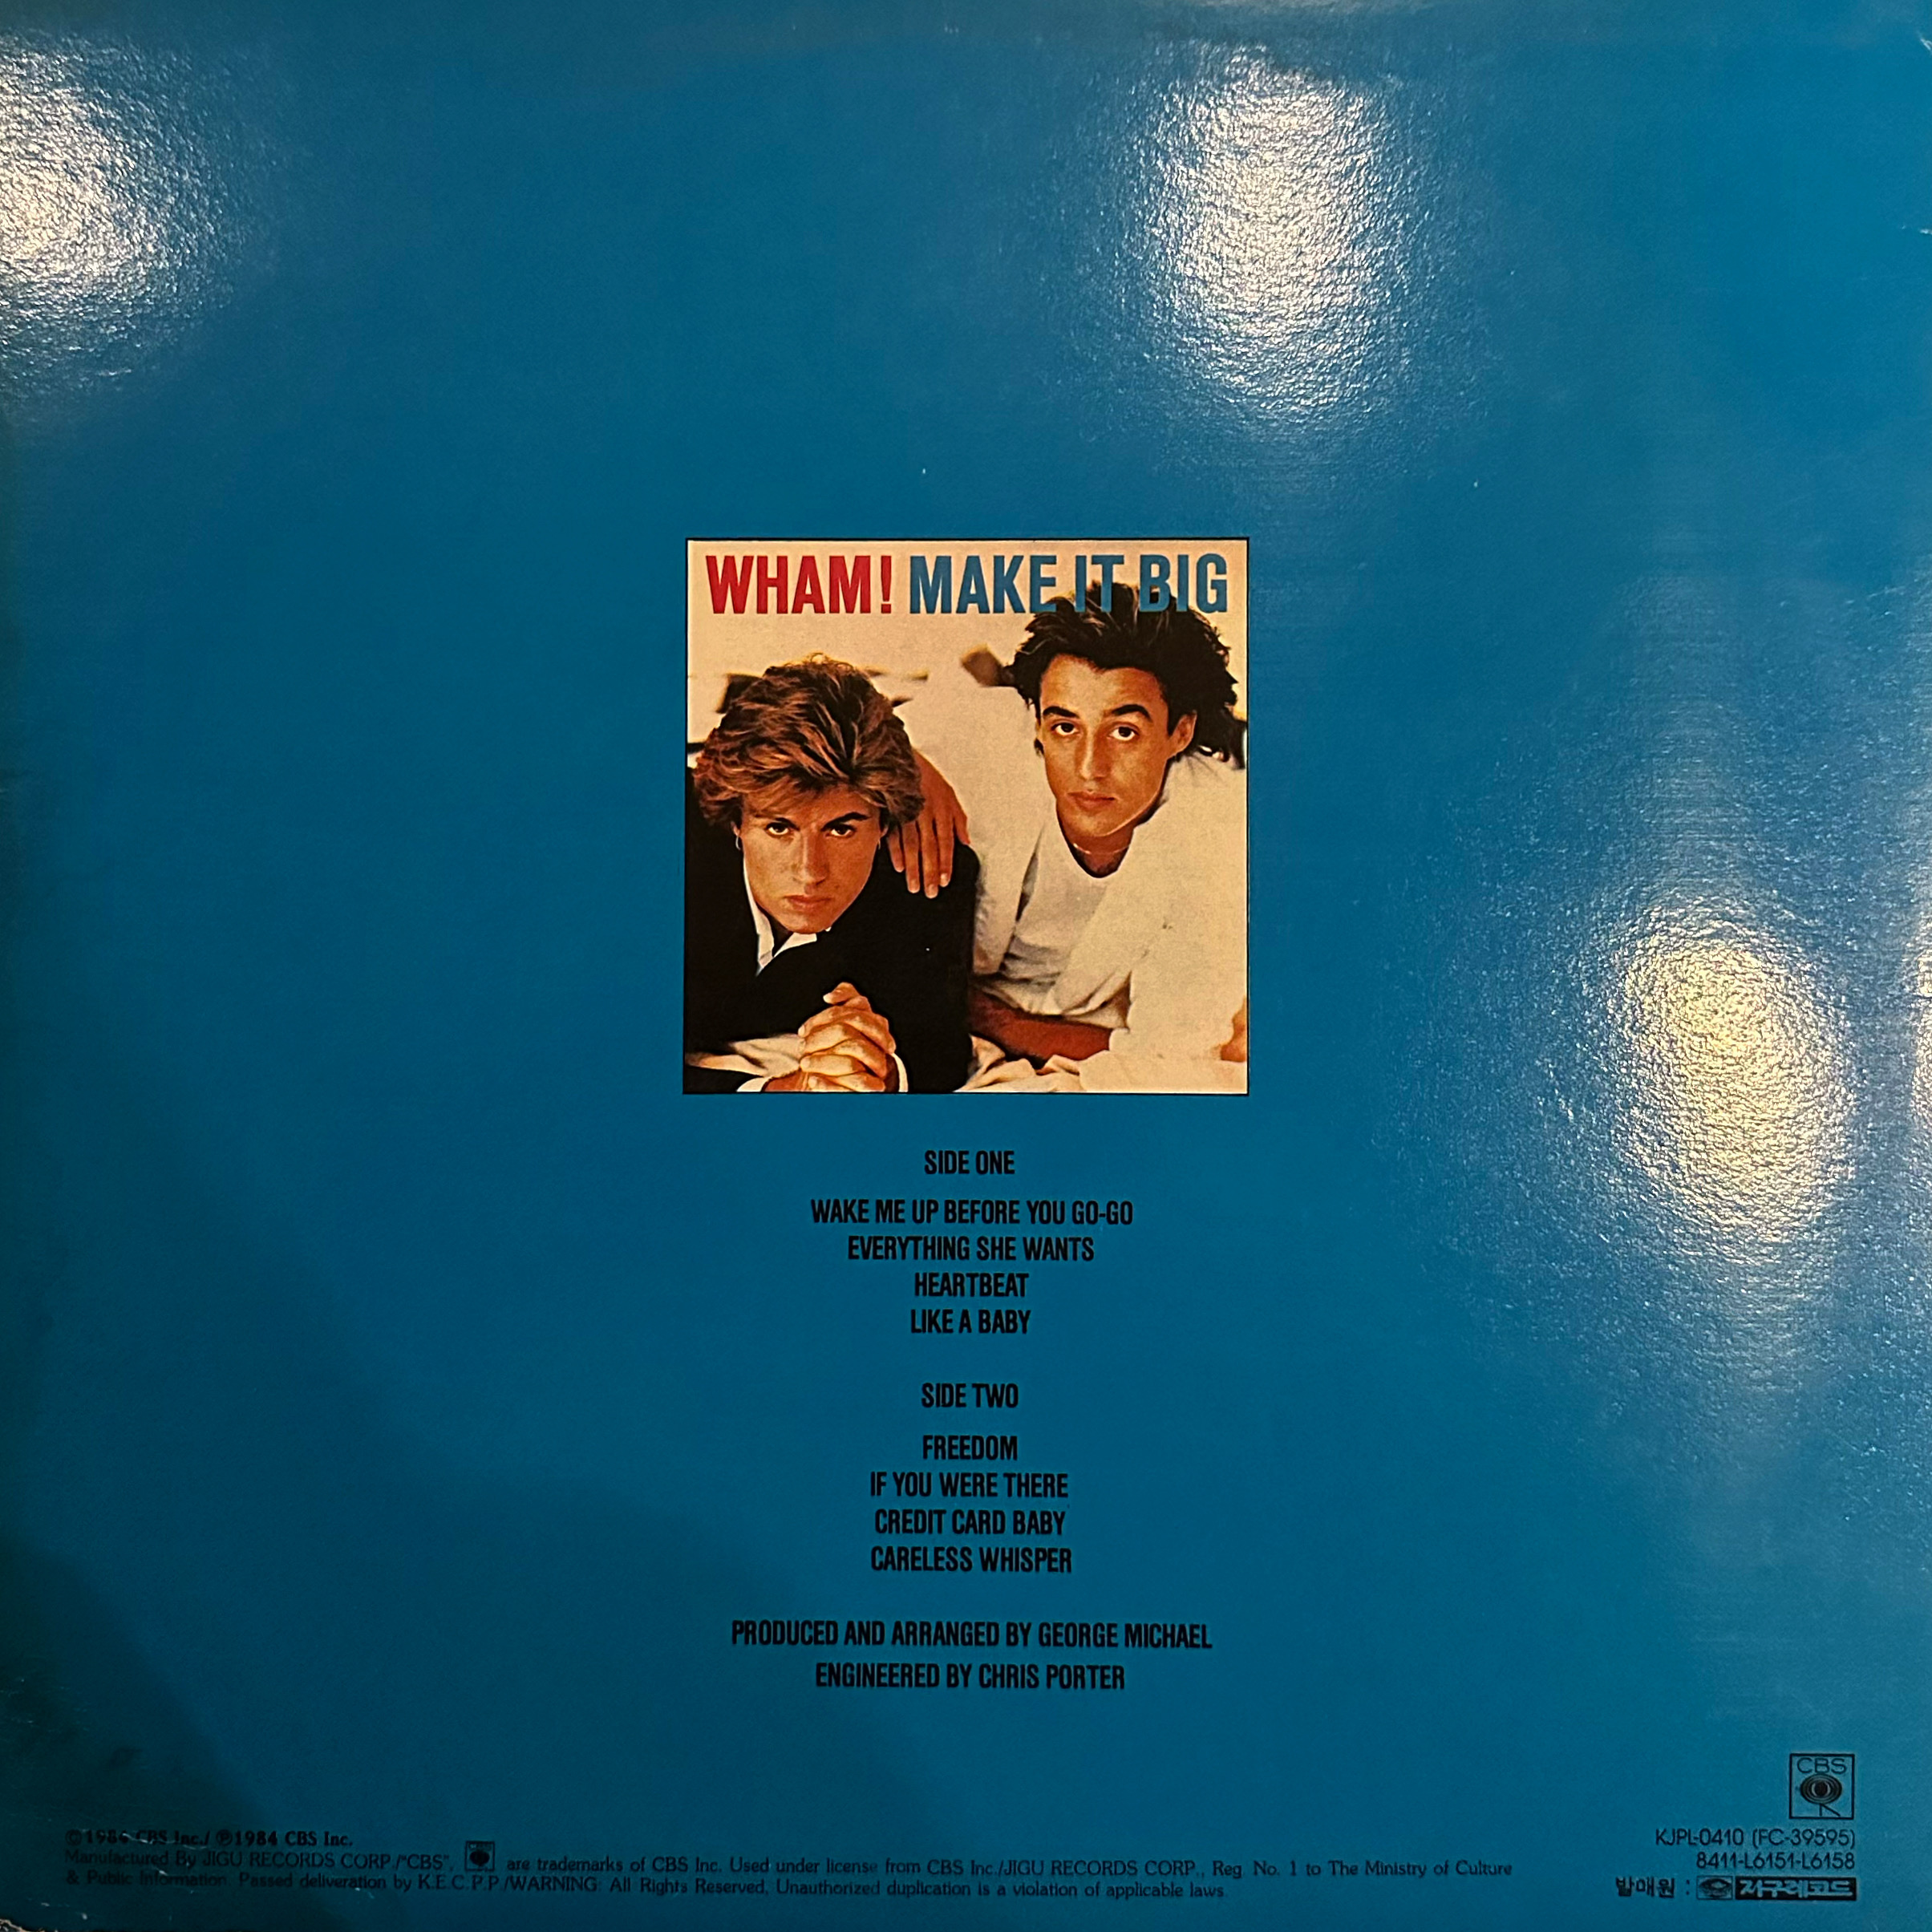 WHAM! MAKE IT BIG
SIDE ONE
WAKE ME UP BEFORE YOU GO-GO
EVERYTHING SHE WANTS
HEARTBEAT
LIKE A BABY
SIDE TWO
FREEDOM
IF YOU WERE THERE
CREDIT CARD BABY
CARELESS WHISPER
PRODUCED AND ARRANGED BY GEORGE MICHAEL
ENGINEERED BY CHRIS PORTER
CBS
©1984 CBS Inc./ ℗1984 CBS Inc.
Manufactured By JIGU RECORDS CORP./"CBS", are trademarks of CBS Inc. Used under license from CBS Inc./JIGU RECORDS CORP., Reg. No. 1 to The Ministry of Culture
& Public Information. Passed deliveration by K.E.C.P.P./WARNING: All Rights Reserved, Unauthorized duplication is a violation of applicable laws.
KJPL-0410 (FC-39595)
8411-L6151-L6158
발매원 : 지구레코드